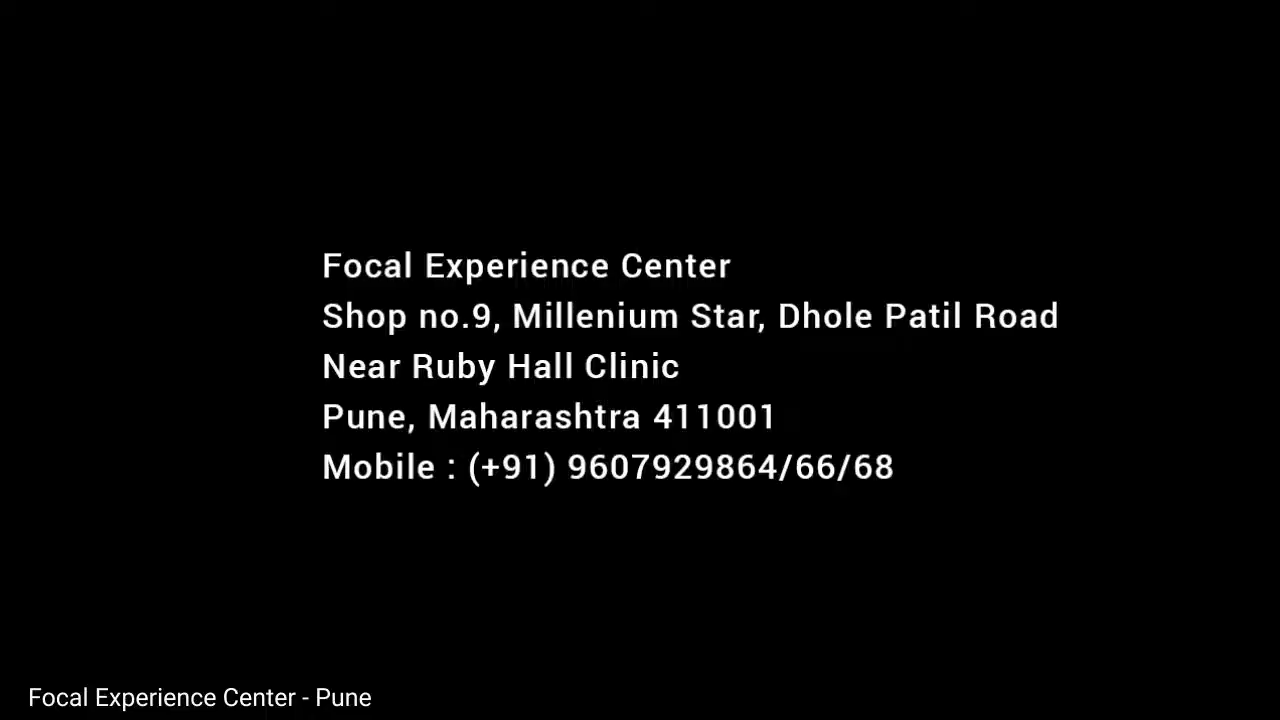 Focal Experience Center
Shop no.9, Millenium Star, Dhole Patil Road
Near Ruby Hall Clinic
Pune, Maharashtra 411001
Mobile : (+91) 9607929864/66/68
Focal Experience Center - Pune